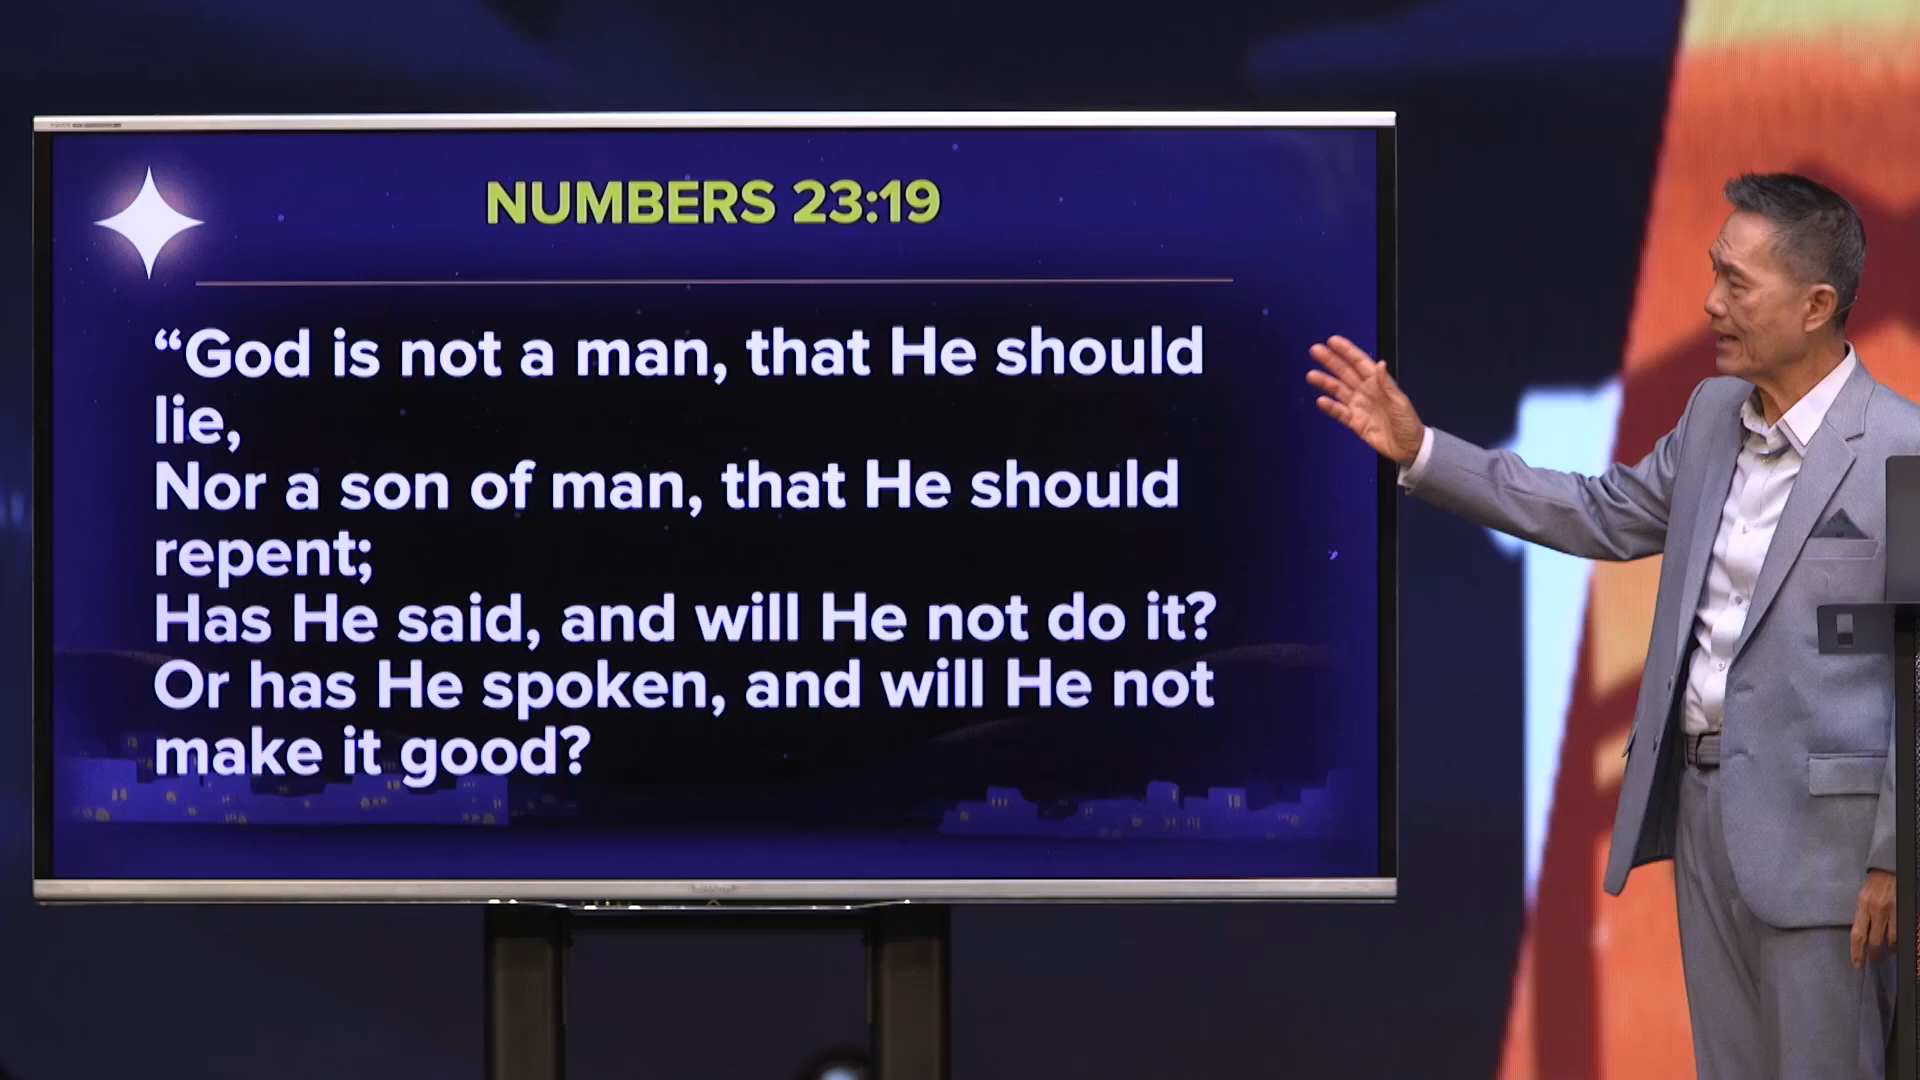 NUMBERS 23:19
“God is not a man, that He should
lie,
Nor a son of man, that He should
repent;
Has He said, and will He not do it?
Or has He spoken, and will He not
make it good?